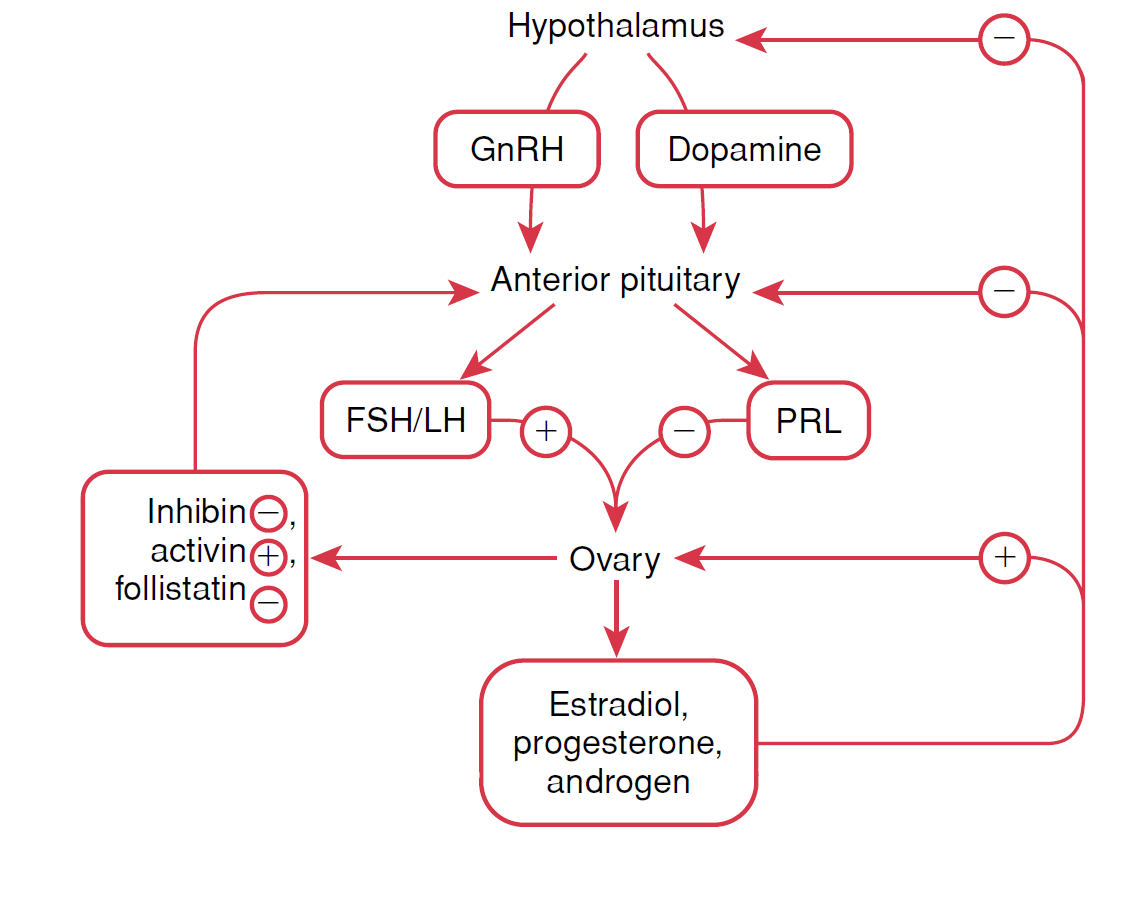 Hypothalamus
−
GnRH
Dopamine
Anterior pituitary
−
FSH/LH
+
−
PRL
Inhibin −,
activin +,
follistatin −
Ovary
+
Estradiol,
progesterone,
androgen